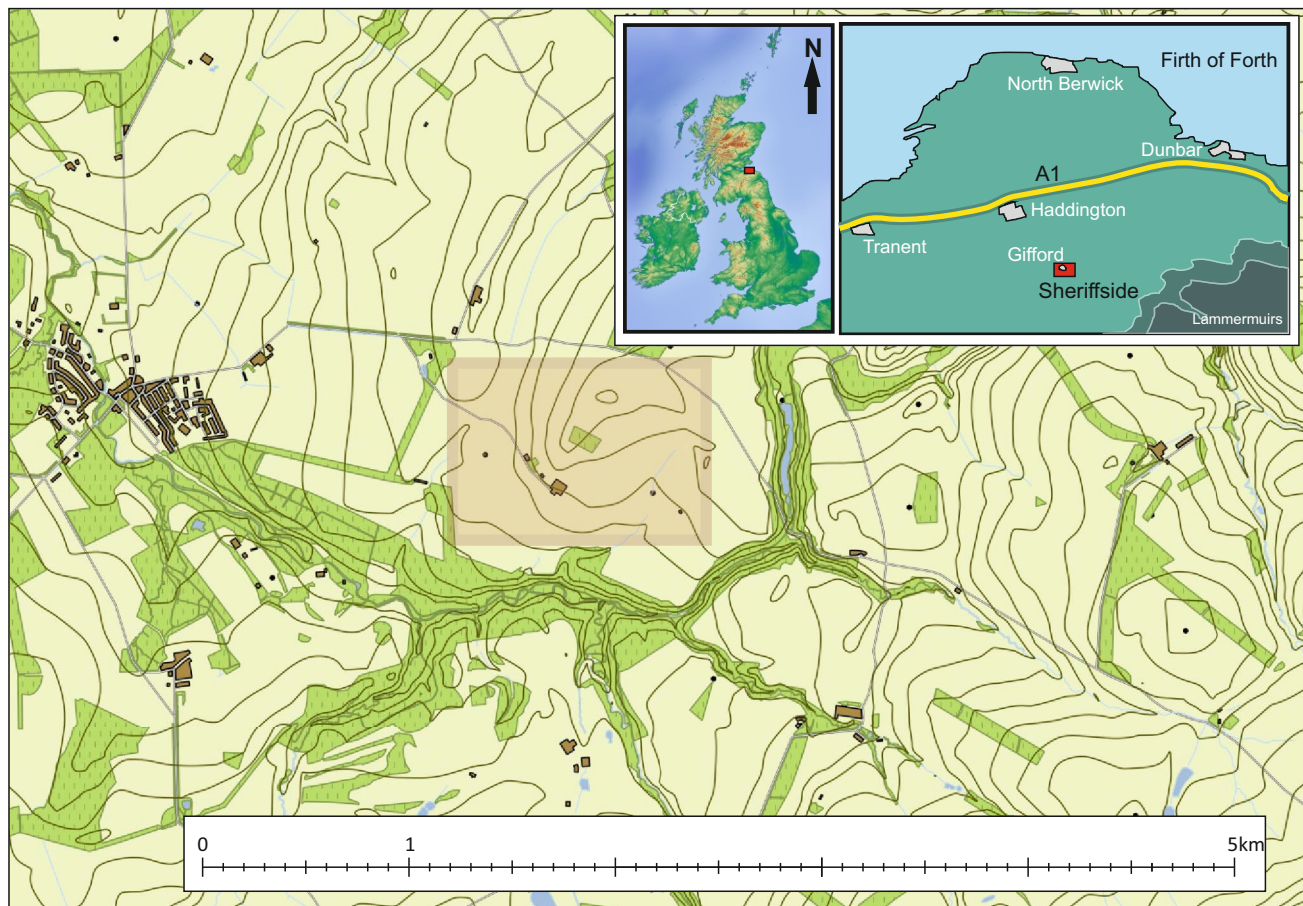 N
Firth of Forth
North Berwick
Dunbar
A1
Haddington
Tranent
Gifford
Sheriffside
Lammermuirs
0 1 5km